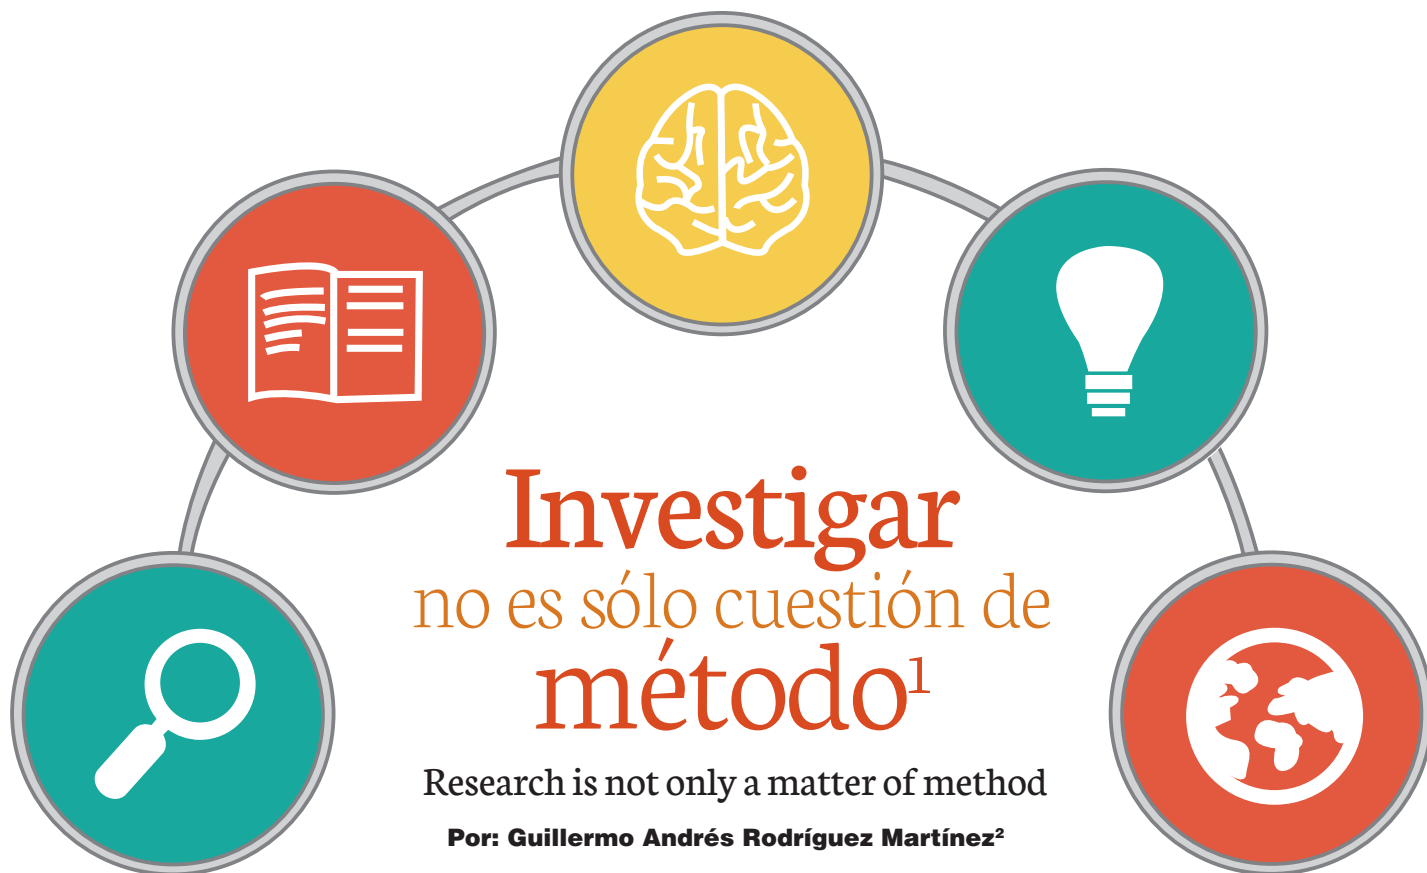 Investigar
no es sólo cuestión de
método¹
Research is not only a matter of method
Por: Guillermo Andrés Rodríguez Martínez²